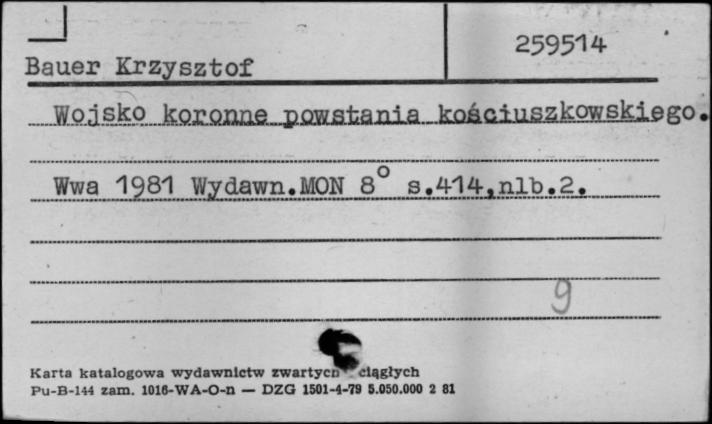 259514
Bauer Krzysztof
Wojsko koronne powstania kościuszkowskiego.
Wwa 1981 Wydawn.MON 8° s.414,nlb.2.
9
Karta katalogowa wydawnictw zwartych ciągłych
Pu-B-144 zam. 1016-WA-O-n — DZG 1501-4-79 5.050.000 2 81